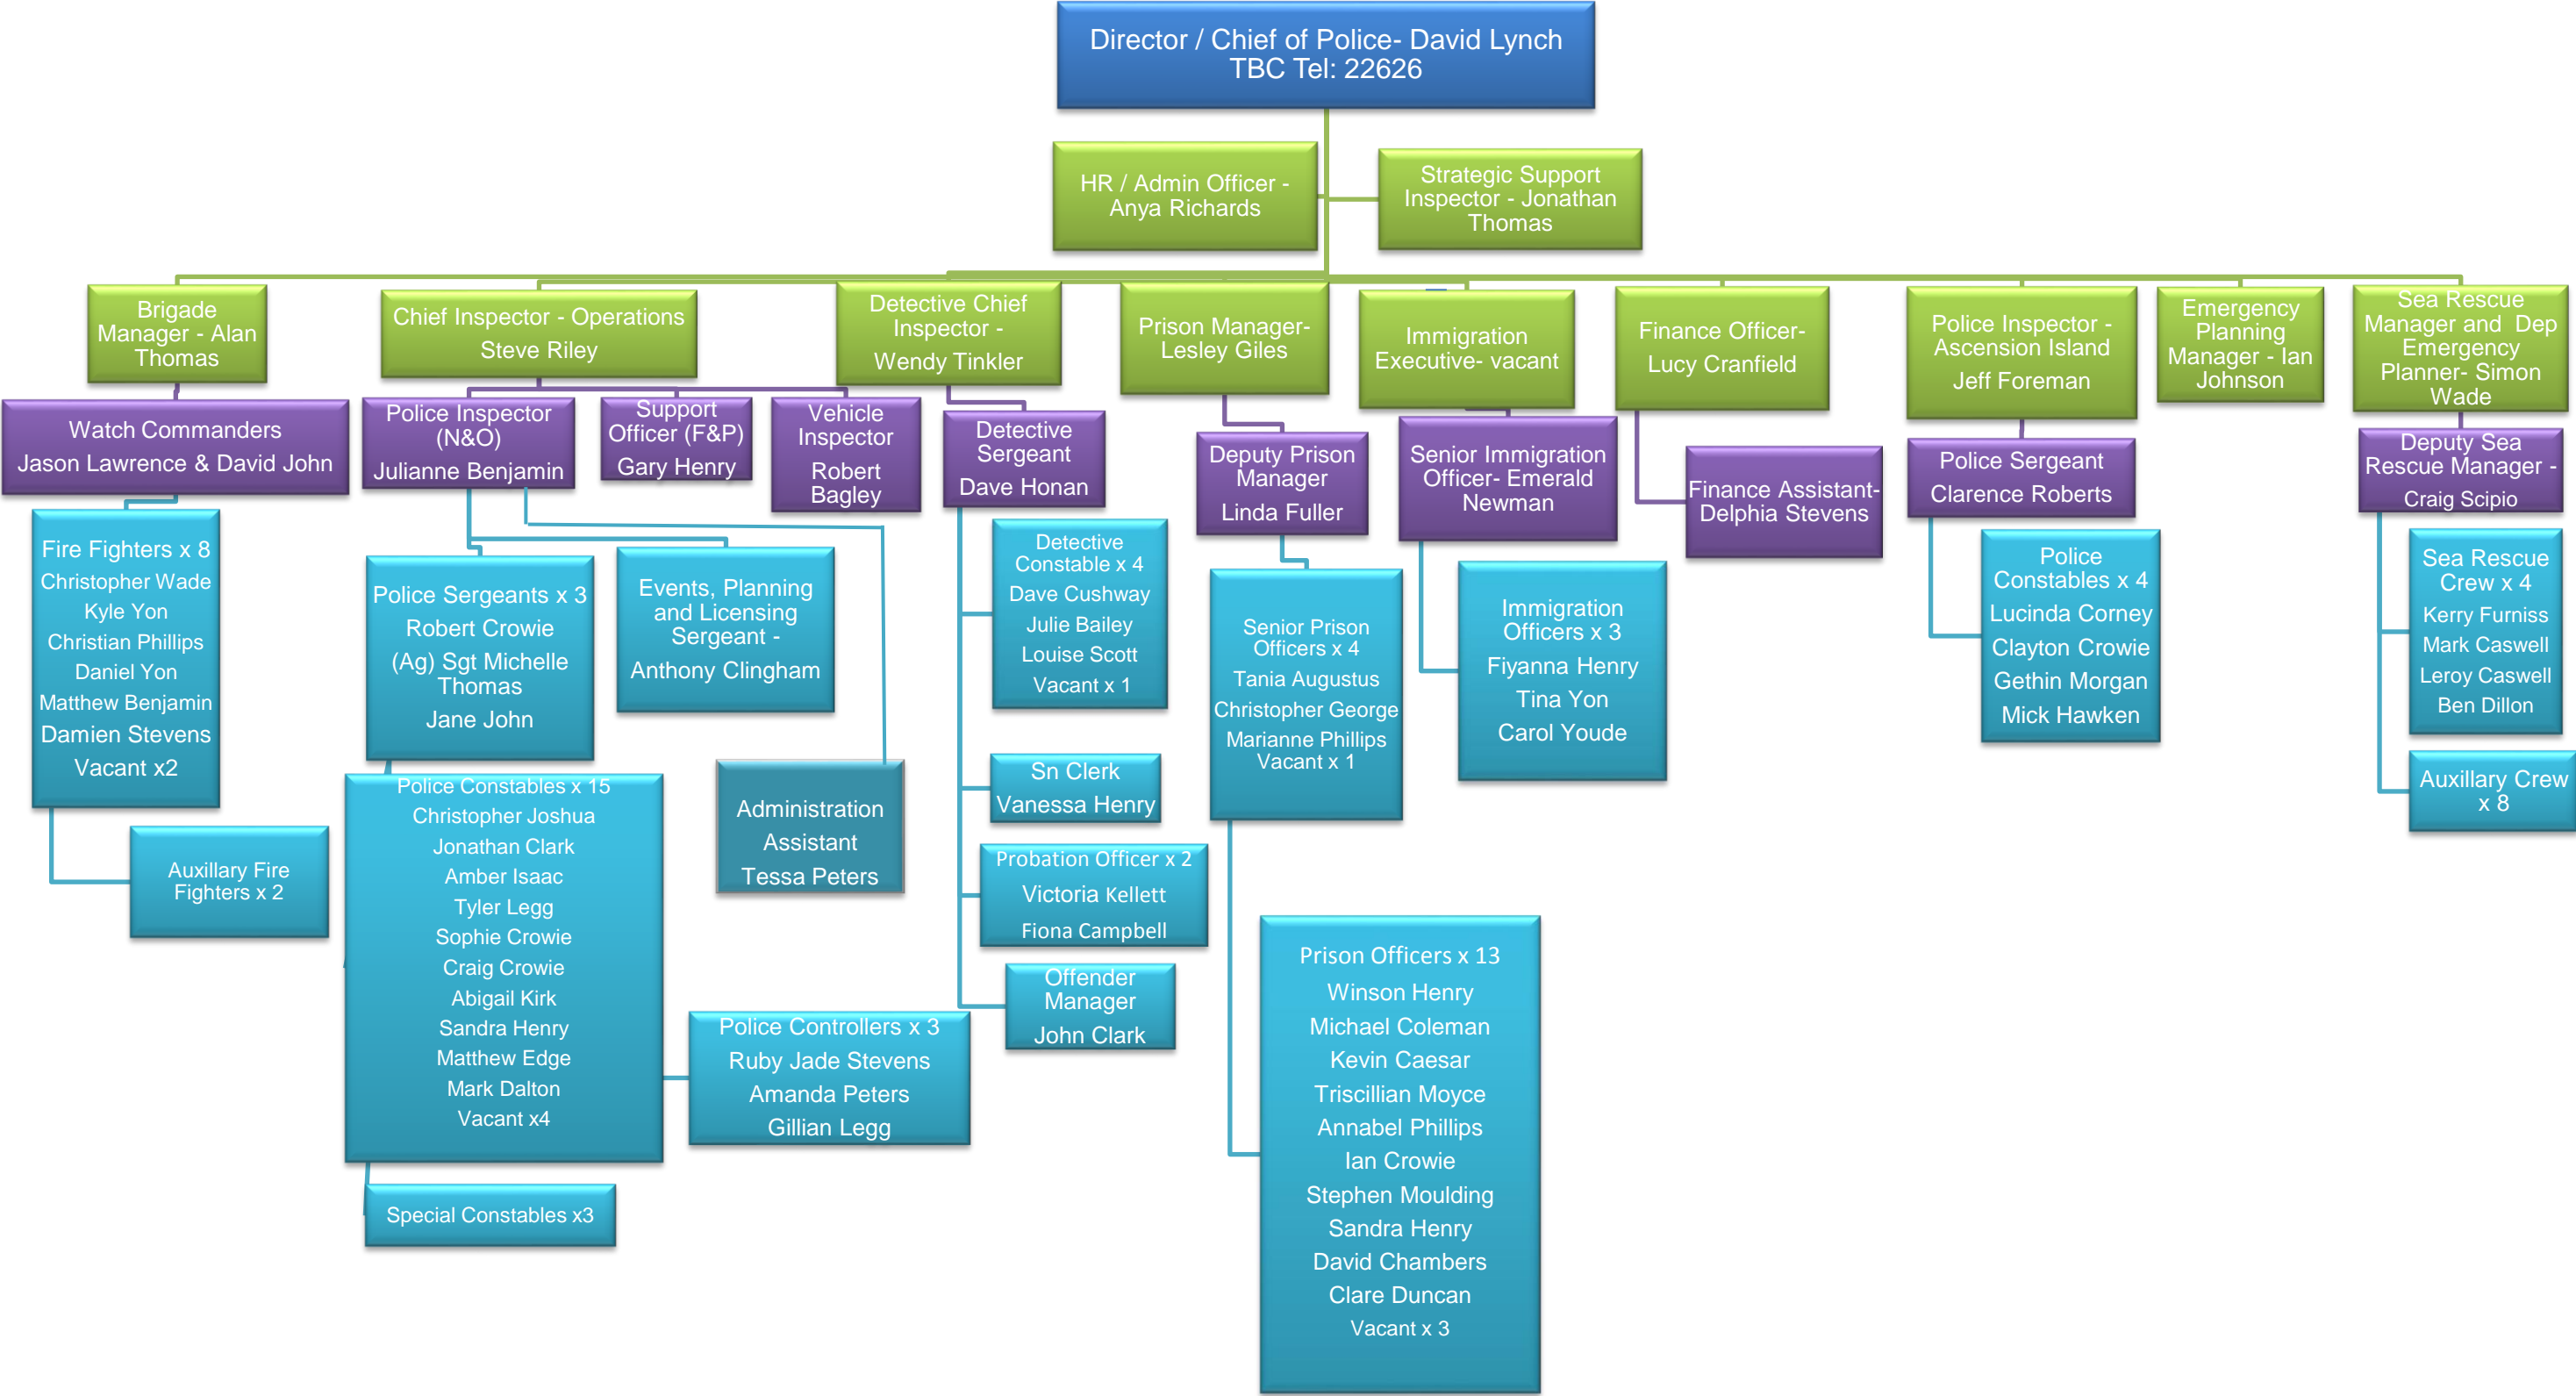 Director / Chief of Police- David Lynch
TBC Tel: 22626
HR / Admin Officer -
Anya Richards
Strategic Support
Inspector - Jonathan
Thomas
Brigade
Manager - Alan
Thomas
Chief Inspector - Operations
Steve Riley
Detective Chief
Inspector -
Wendy Tinkler
Prison Manager-
Lesley Giles
Immigration
Executive- vacant
Finance Officer-
Lucy Cranfield
Police Inspector -
Ascension Island
Jeff Foreman
Emergency
Planning
Manager - Ian
Johnson
Sea Rescue
Manager and Dep
Emergency
Planner- Simon
Wade
Watch Commanders
Jason Lawrence & David John
Police Inspector
(N&O)
Julianne Benjamin
Support
Officer (F&P)
Gary Henry
Vehicle
Inspector
Robert
Bagley
Detective
Sergeant
Dave Honan
Deputy Prison
Manager
Linda Fuller
Senior Immigration
Officer- Emerald
Newman
Finance Assistant-
Delphia Stevens
Police Sergeant
Clarence Roberts
Deputy Sea
Rescue Manager -
Craig Scipio
Fire Fighters x 8
Christopher Wade
Kyle Yon
Christian Phillips
Daniel Yon
Matthew Benjamin
Damien Stevens
Vacant x2
Auxillary Fire
Fighters x 2
Police Sergeants x 3
Robert Crowie
(Ag) Sgt Michelle
Thomas
Jane John
Events, Planning
and Licensing
Sergeant -
Anthony Clingham
Police Constables x 15
Christopher Joshua
Jonathan Clark
Amber Isaac
Tyler Legg
Sophie Crowie
Craig Crowie
Abigail Kirk
Sandra Henry
Matthew Edge
Mark Dalton
Vacant x4
Special Constables x3
Administration
Assistant
Tessa Peters
Police Controllers x 3
Ruby Jade Stevens
Amanda Peters
Gillian Legg
Detective
Constable x 4
Dave Cushway
Julie Bailey
Louise Scott
Vacant x 1
Sn Clerk
Vanessa Henry
Probation Officer x 2
Victoria Kellett
Fiona Campbell
Offender
Manager
John Clark
Senior Prison
Officers x 4
Tania Augustus
Christopher George
Marianne Phillips
Vacant x 1
Prison Officers x 13
Winson Henry
Michael Coleman
Kevin Caesar
Triscillian Moyce
Annabel Phillips
Ian Crowie
Stephen Moulding
Sandra Henry
David Chambers
Clare Duncan
Vacant x 3
Immigration
Officers x 3
Fiyanna Henry
Tina Yon
Carol Youde
Police
Constables x 4
Lucinda Corney
Clayton Crowie
Gethin Morgan
Mick Hawken
Sea Rescue
Crew x 4
Kerry Furniss
Mark Caswell
Leroy Caswell
Ben Dillon
Auxillary Crew
x 8